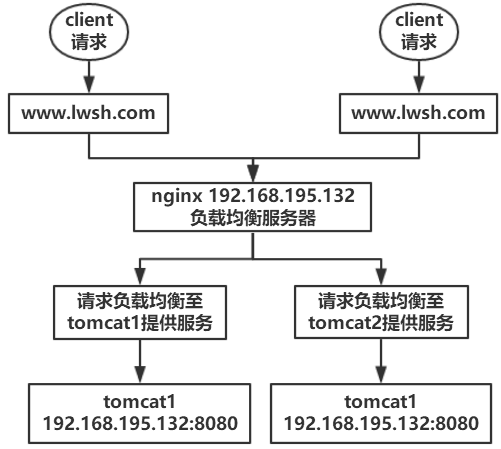 client
请求
client
请求
www.lwsh.com
www.lwsh.com
nginx 192.168.195.132
负载均衡服务器
请求负载均衡至
tomcat1提供服务
请求负载均衡至
tomcat2提供服务
tomcat1
192.168.195.132:8080
tomcat1
192.168.195.132:8080